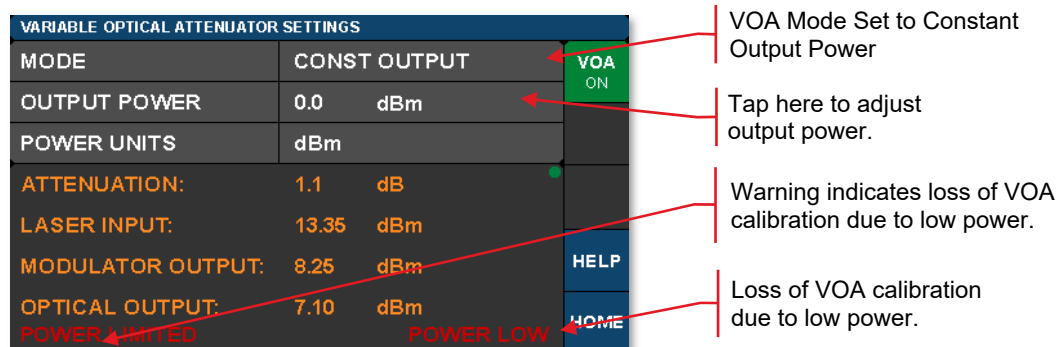 VARIABLE OPTICAL ATTENUATOR SETTINGS
MODE CONST OUTPUT
OUTPUT POWER 0.0 dBm
POWER UNITS dBm
ATTENUATION: 1.1 dB
LASER INPUT: 13.35 dBm
MODULATOR OUTPUT: 8.25 dBm
OPTICAL OUTPUT: 7.10 dBm
POWER LIMITED POWER LOW
VOA
ON
HELP
HOME
VOA Mode Set to Constant
Output Power
Tap here to adjust
output power.
Warning indicates loss of VOA
calibration due to low power.
Loss of VOA calibration
due to low power.